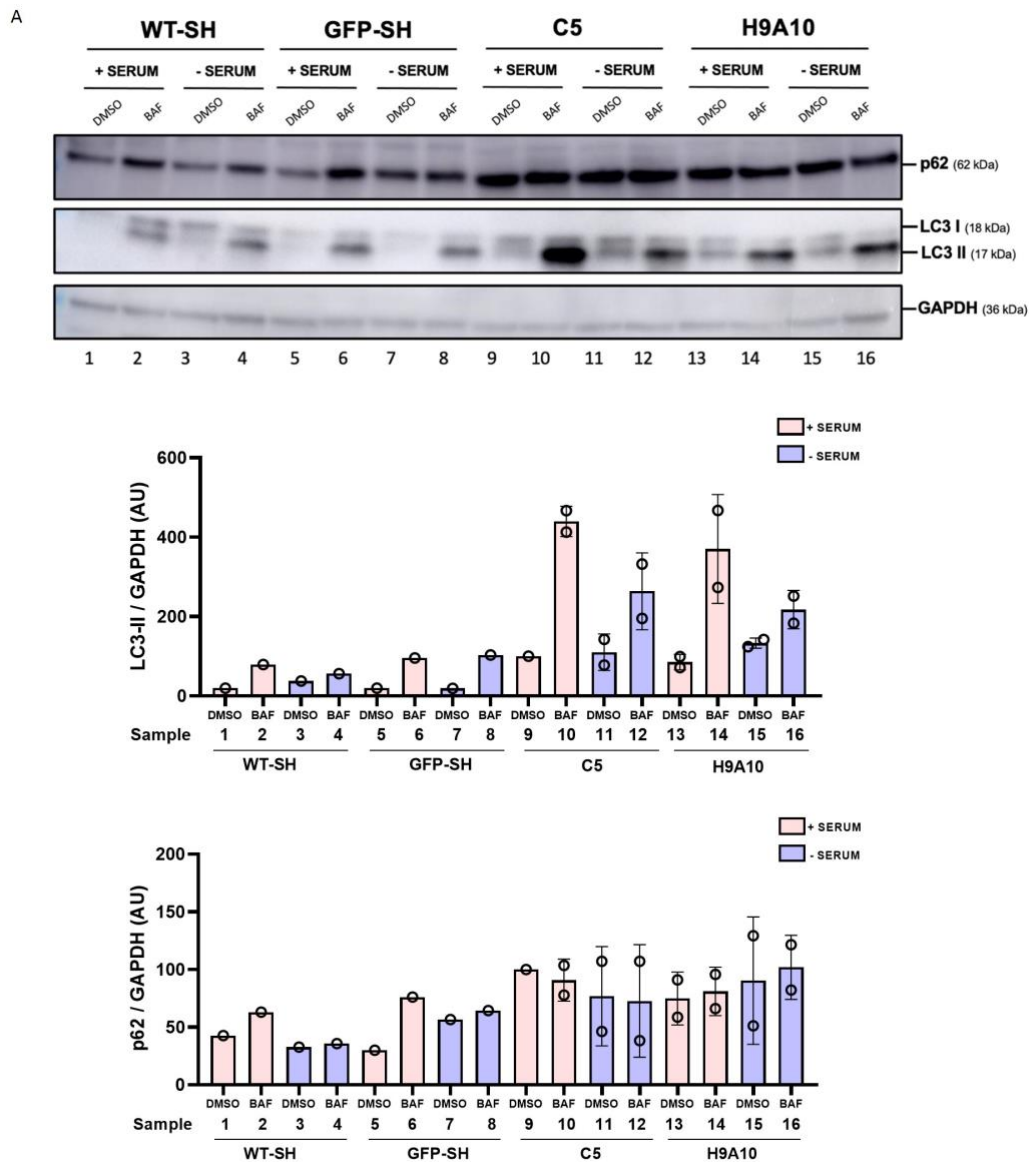 A
WT-SH GFP-SH C5 H9A10
+ SERUM - SERUM + SERUM - SERUM + SERUM - SERUM + SERUM - SERUM
DMSO BAF DMSO BAF DMSO BAF DMSO BAF DMSO BAF DMSO BAF DMSO BAF DMSO BAF
p62 (62 kDa)
LC3 I (18 kDa)
LC3 II (17 kDa)
GAPDH (36 kDa)
1 2 3 4 5 6 7 8 9 10 11 12 13 14 15 16
+ SERUM
- SERUM
LC3-II / GAPDH (AU)
600
400
200
0
DMSO BAF DMSO BAF DMSO BAF DMSO BAF DMSO BAF DMSO BAF DMSO BAF DMSO BAF
Sample 1 2 3 4 5 6 7 8 9 10 11 12 13 14 15 16
WT-SH GFP-SH C5 H9A10
+ SERUM
- SERUM
p62 / GAPDH (AU)
200
150
100
50
0
DMSO BAF DMSO BAF DMSO BAF DMSO BAF DMSO BAF DMSO BAF DMSO BAF DMSO BAF
Sample 1 2 3 4 5 6 7 8 9 10 11 12 13 14 15 16
WT-SH GFP-SH C5 H9A10